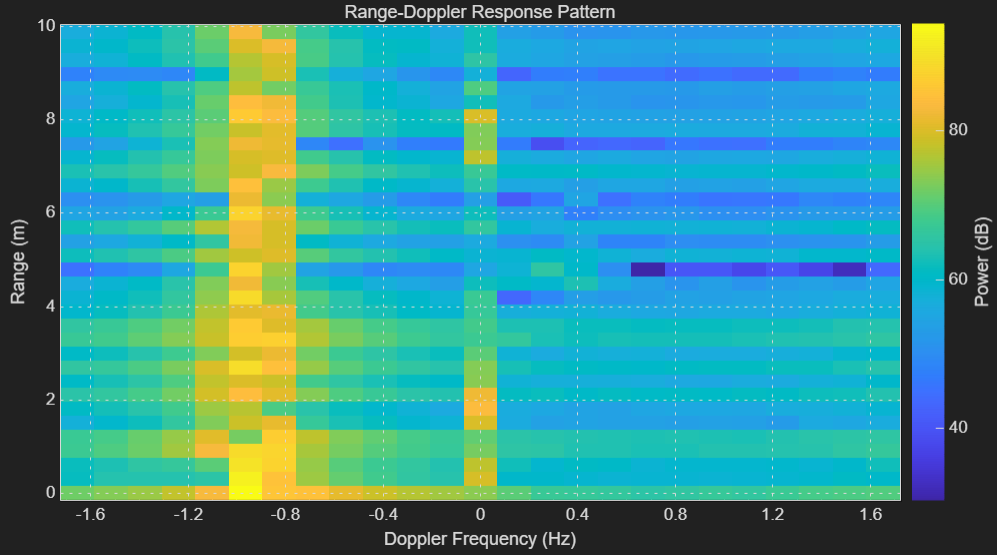 Range-Doppler Response Pattern
10
8
6
4
2
0
Range (m)
-1.6 -1.2 -0.8 -0.4 0 0.4 0.8 1.2 1.6
Doppler Frequency (Hz)
80
60
40
Power (dB)